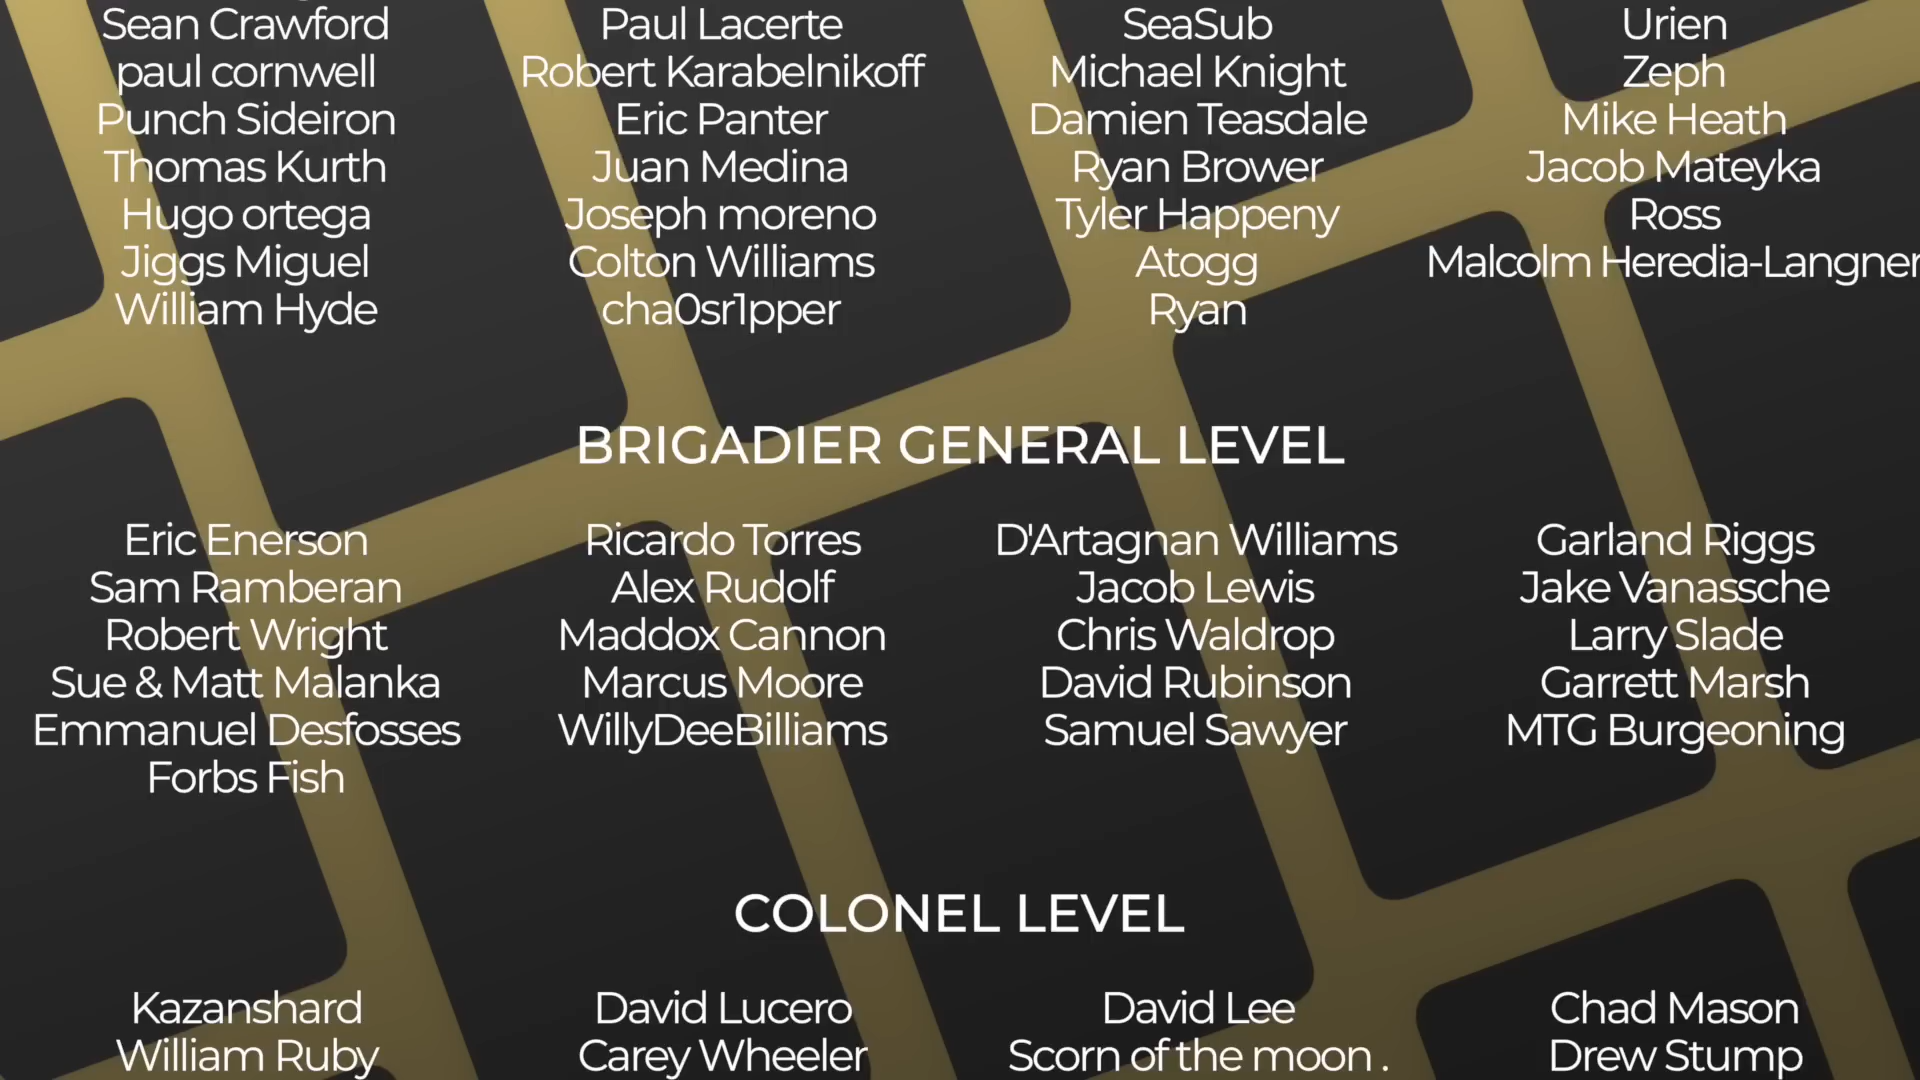 Sean Crawford
paul cornwell
Punch Sideiron
Thomas Kurth
Hugo ortega
Jiggs Miguel
William Hyde
Paul Lacerte
Robert Karabelnikoff
Eric Panter
Juan Medina
Joseph moreno
Colton Williams
cha0sr1pper
SeaSub
Michael Knight
Damien Teasdale
Ryan Brower
Tyler Happeny
Atogg
Ryan
Urien
Zeph
Mike Heath
Jacob Mateyka
Ross
Malcolm Heredia-Langner
BRIGADIER GENERAL LEVEL
Eric Enerson
Sam Ramberan
Robert Wright
Sue & Matt Malanka
Emmanuel Desfosses
Forbs Fish
Ricardo Torres
Alex Rudolf
Maddox Cannon
Marcus Moore
WillyDeeBilliams
D'Artagnan Williams
Jacob Lewis
Chris Waldrop
David Rubinson
Samuel Sawyer
Garland Riggs
Jake Vanassche
Larry Slade
Garrett Marsh
MTG Burgeoning
COLONEL LEVEL
Kazanshard
William Ruby
David Lucero
Carey Wheeler
David Lee
Scorn of the moon .
Chad Mason
Drew Stump